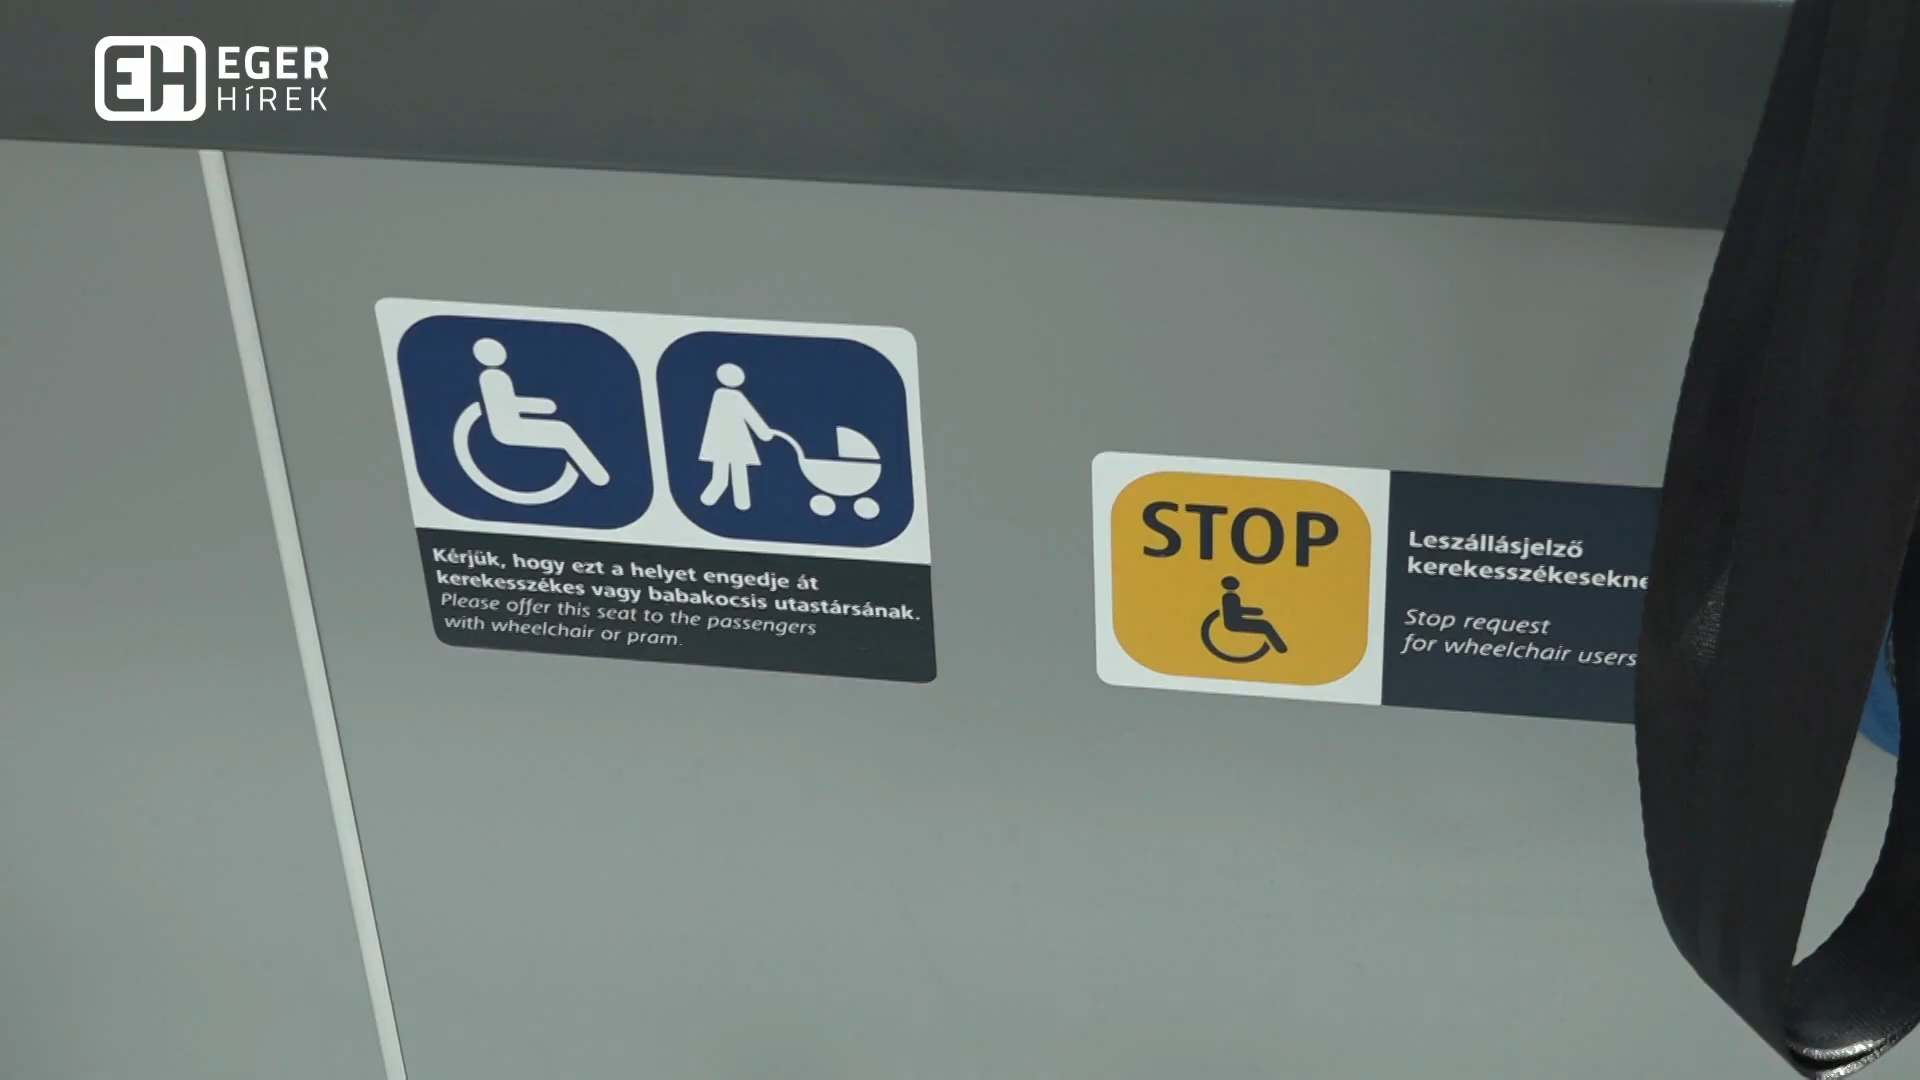 EH EGER
HÍREK
Kérjük, hogy ezt a helyet engedje át
kerekesszékes vagy babakocsis utastársának.
Please offer this seat to the passengers
with wheelchair or pram.
STOP
Leszállásjelző
Stop request
for wheelchair users